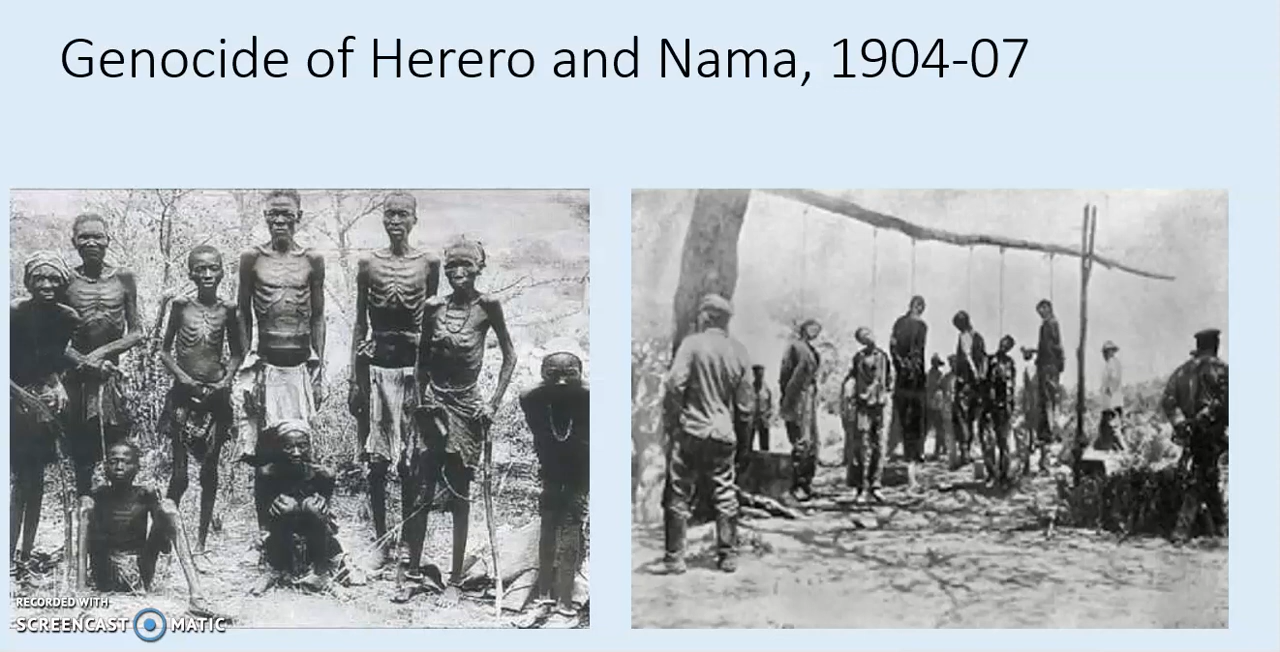 Genocide of Herero and Nama, 1904-07
RECORDED WITH
SCREENCAST MATIC